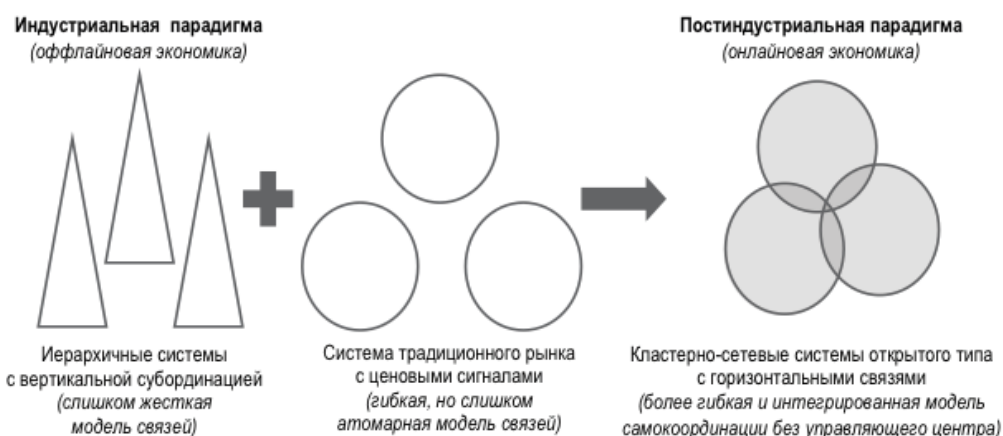 Индустриальная парадигма
(оффлайновая экономика)
Постиндустриальная парадигма
(онлайновая экономика)
Иерархичные системы
с вертикальной субординацией
(слишком жесткая
модель связей)
Система традиционного рынка
с ценовыми сигналами
(гибкая, но слишком
атомарная модель связей)
Кластерно-сетевые системы открытого типа
с горизонтальными связями
(более гибкая и интегрированная модель
самокоординации без управляющего центра)